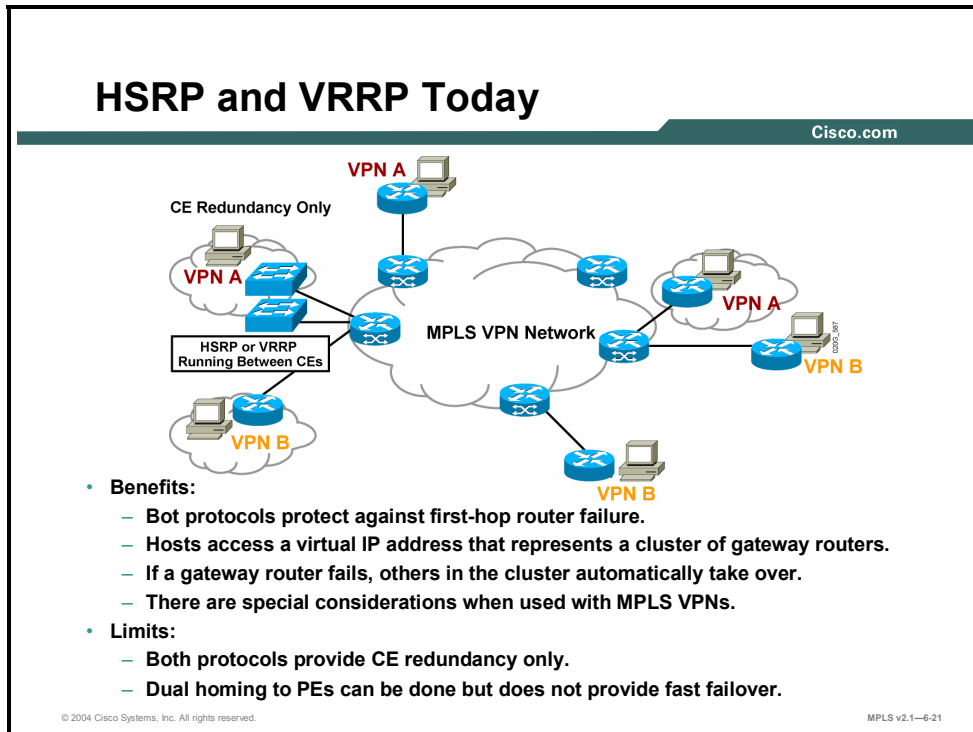 HSRP and VRRP Today
Cisco.com
VPN A
CE Redundancy Only
VPN A
VPN A
MPLS VPN Network
HSRP or VRRP
Running Between CEs
020G_587
VPN B
VPN B
VPN B
• Benefits:
– Bot protocols protect against first-hop router failure.
– Hosts access a virtual IP address that represents a cluster of gateway routers.
– If a gateway router fails, others in the cluster automatically take over.
– There are special considerations when used with MPLS VPNs.
• Limits:
– Both protocols provide CE redundancy only.
– Dual homing to PEs can be done but does not provide fast failover.
© 2004 Cisco Systems, Inc. All rights reserved.
MPLS v2.1—6-21